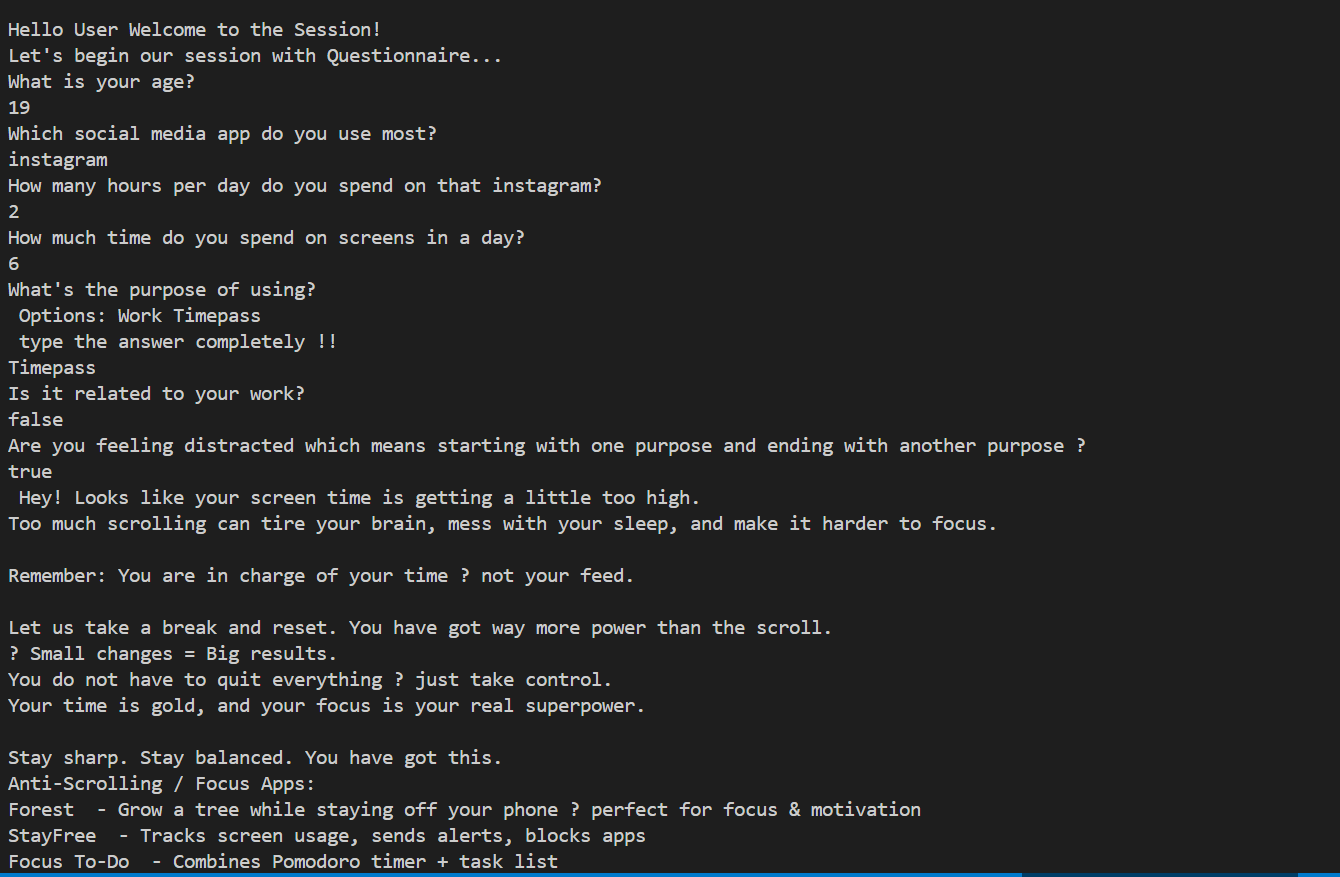 Hello User Welcome to the Session!
Let's begin our session with Questionnaire...
What is your age?
19
Which social media app do you use most?
instagram
How many hours per day do you spend on that instagram?
2
How much time do you spend on screens in a day?
6
What's the purpose of using?
Options: Work Timepass
type the answer completely !!
Timepass
Is it related to your work?
false
Are you feeling distracted which means starting with one purpose and ending with another purpose ?
true
Hey! Looks like your screen time is getting a little too high.
Too much scrolling can tire your brain, mess with your sleep, and make it harder to focus.
Remember: You are in charge of your time ? not your feed.
Let us take a break and reset. You have got way more power than the scroll.
? Small changes = Big results.
You do not have to quit everything ? just take control.
Your time is gold, and your focus is your real superpower.
Stay sharp. Stay balanced. You have got this.
Anti-Scrolling / Focus Apps:
Forest  - Grow a tree while staying off your phone ? perfect for focus & motivation
StayFree  - Tracks screen usage, sends alerts, blocks apps
Focus To-Do  - Combines Pomodoro timer + task list